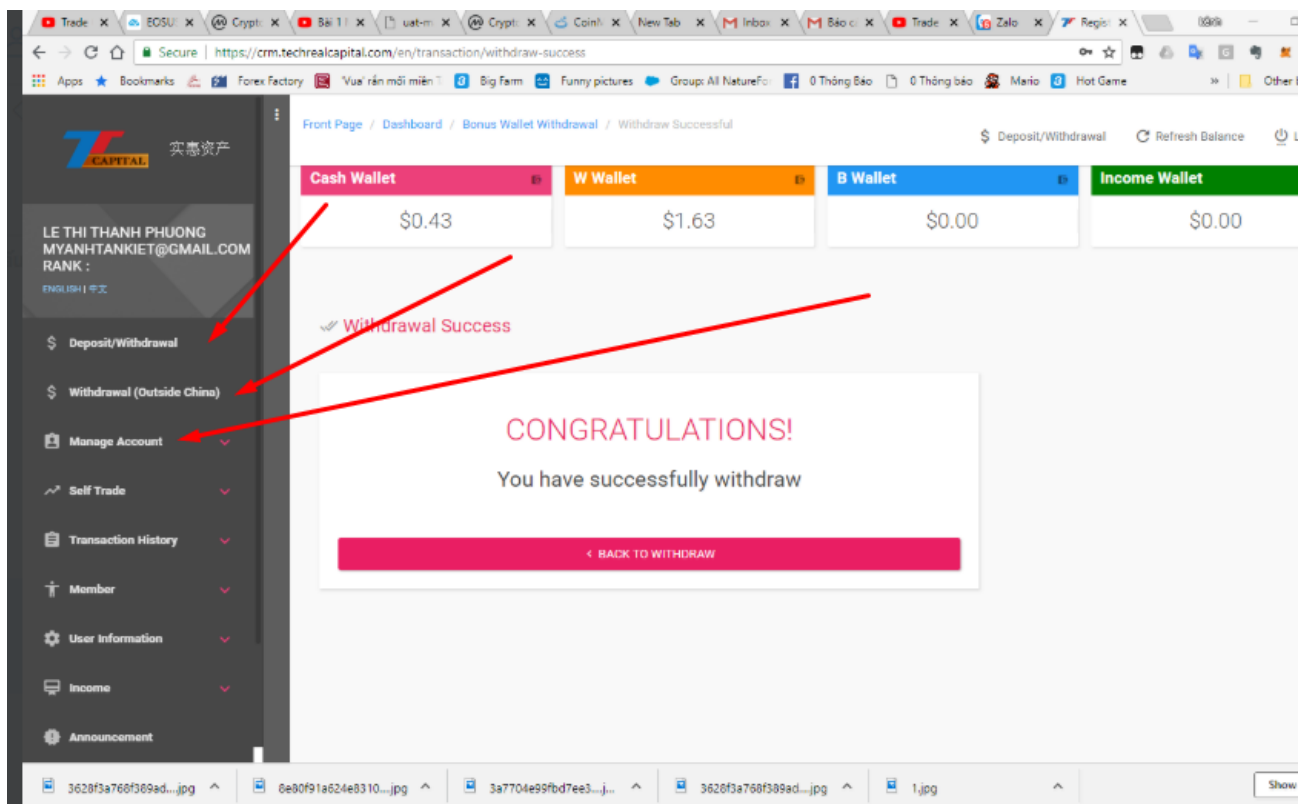 Trade
EOSU
Crypt
Bài 1
uat-m
Crypt
CoinM
New Tab
Inbox
Báo c
Trade
Zalo
Regist
Secure | https://crm.techrealcapital.com/en/transaction/withdraw-success
Apps
Bookmarks
Forex Factory
'Vua' rắn mối miền T
Big Farm
Funny pictures
Group: All NatureFo
0 Thông Báo
0 Thông báo
Mario
Hot Game
»
Other
CAPITAL
实惠资产
Front Page / Dashboard / Bonus Wallet Withdrawal / Withdraw Successful
$ Deposit/Withdrawal
Refresh Balance
L
Cash Wallet
$0.43
W Wallet
$1.63
B Wallet
$0.00
Income Wallet
$0.00
LE THI THANH PHUONG
MYANHTANKIET@GMAIL.COM
RANK :
ENGLISH | 中文
$ Deposit/Withdrawal
$ Withdrawal (Outside China)
Manage Account
Self Trade
Transaction History
Member
User Information
Income
Announcement
Withdrawal Success
CONGRATULATIONS!
You have successfully withdraw
< BACK TO WITHDRAW
3628f3a768f389ad....jpg
8e80f91a624e8310....jpg
3a7704e99fbd7ee3....j...
3628f3a768f389ad....jpg
1.jpg
Show